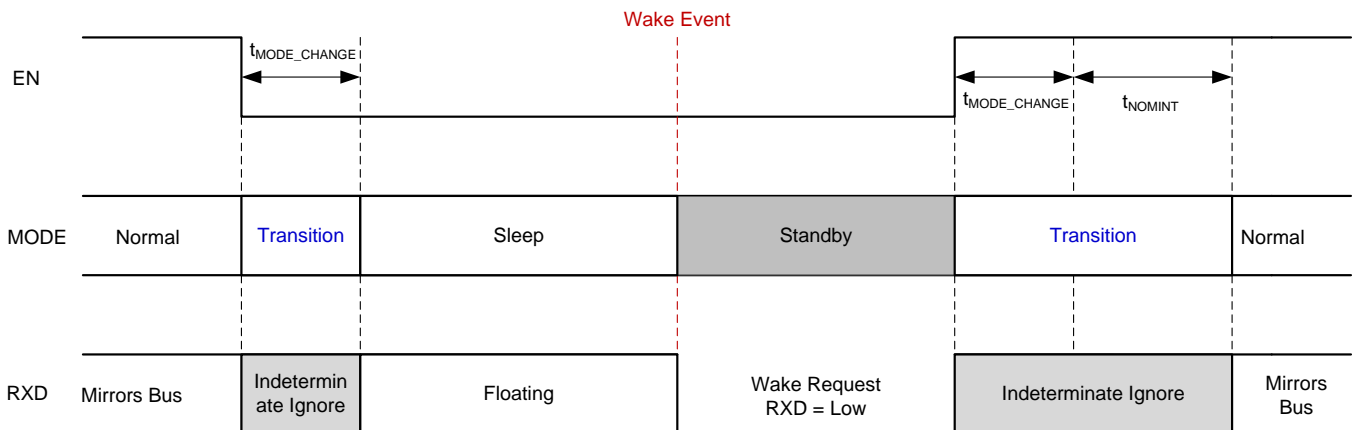 Wake Event
EN
tMODE_CHANGE
tMODE_CHANGE
tNOMINT
MODE
Normal
Transition
Sleep
Standby
Transition
Normal
RXD
Mirrors Bus
Indetermin
ate Ignore
Floating
Wake Request
RXD = Low
Indeterminate Ignore
Mirrors
Bus